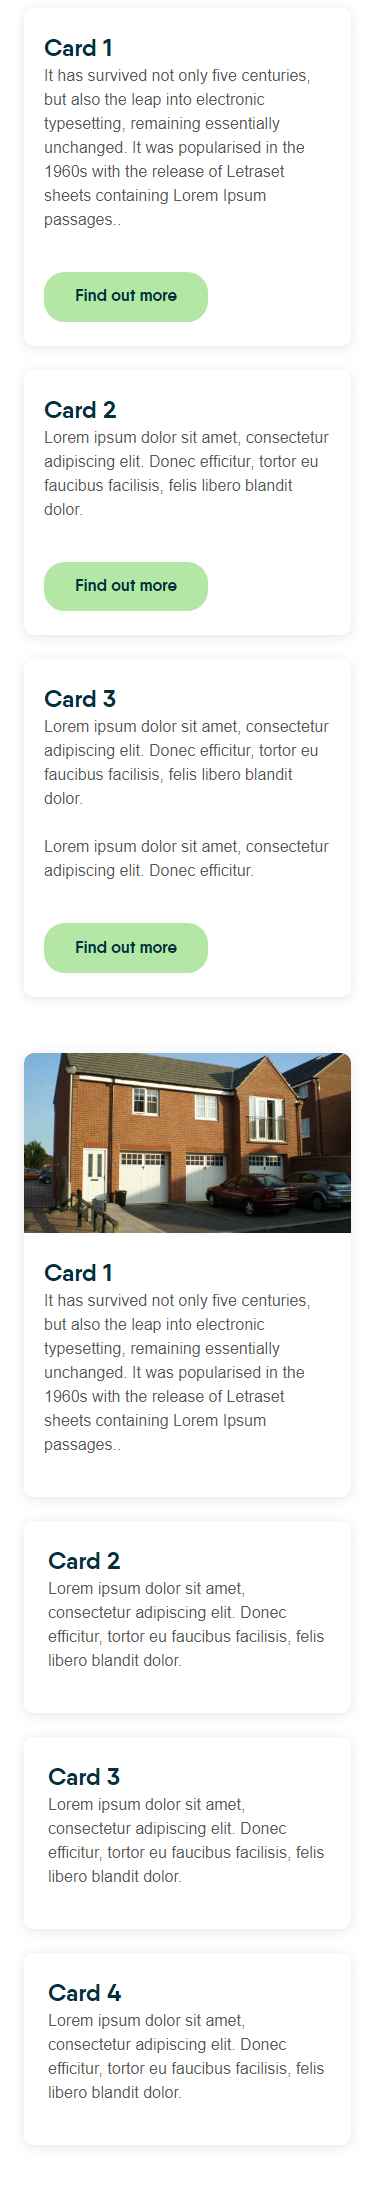 Card 1
It has survived not only five centuries,
but also the leap into electronic
typesetting, remaining essentially
unchanged. It was popularised in the
1960s with the release of Letraset
sheets containing Lorem Ipsum
passages..
Find out more
Card 2
Lorem ipsum dolor sit amet, consectetur
adipiscing elit. Donec efficitur, tortor eu
faucibus facilisis, felis libero blandit
dolor.
Find out more
Card 3
Lorem ipsum dolor sit amet, consectetur
adipiscing elit. Donec efficitur, tortor eu
faucibus facilisis, felis libero blandit
dolor.
Lorem ipsum dolor sit amet, consectetur
adipiscing elit. Donec efficitur.
Find out more
Card 1
It has survived not only five centuries,
but also the leap into electronic
typesetting, remaining essentially
unchanged. It was popularised in the
1960s with the release of Letraset
sheets containing Lorem Ipsum
passages..
Card 2
Lorem ipsum dolor sit amet,
consectetur adipiscing elit. Donec
efficitur, tortor eu faucibus facilisis, felis
libero blandit dolor.
Card 3
Lorem ipsum dolor sit amet,
consectetur adipiscing elit. Donec
efficitur, tortor eu faucibus facilisis, felis
libero blandit dolor.
Card 4
Lorem ipsum dolor sit amet,
consectetur adipiscing elit. Donec
efficitur, tortor eu faucibus facilisis, felis
libero blandit dolor.